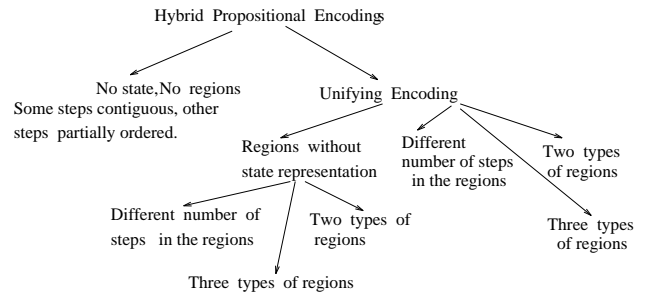 Hybrid Propositional Encodings
No state, No regions
Some steps contiguous, other
steps partially ordered.
Unifying Encoding
Regions without
state representation
Different
number of steps
in the regions
Two types
of regions
Different number of
steps in the regions
Two types of
regions
Three types
of regions
Three types of regions